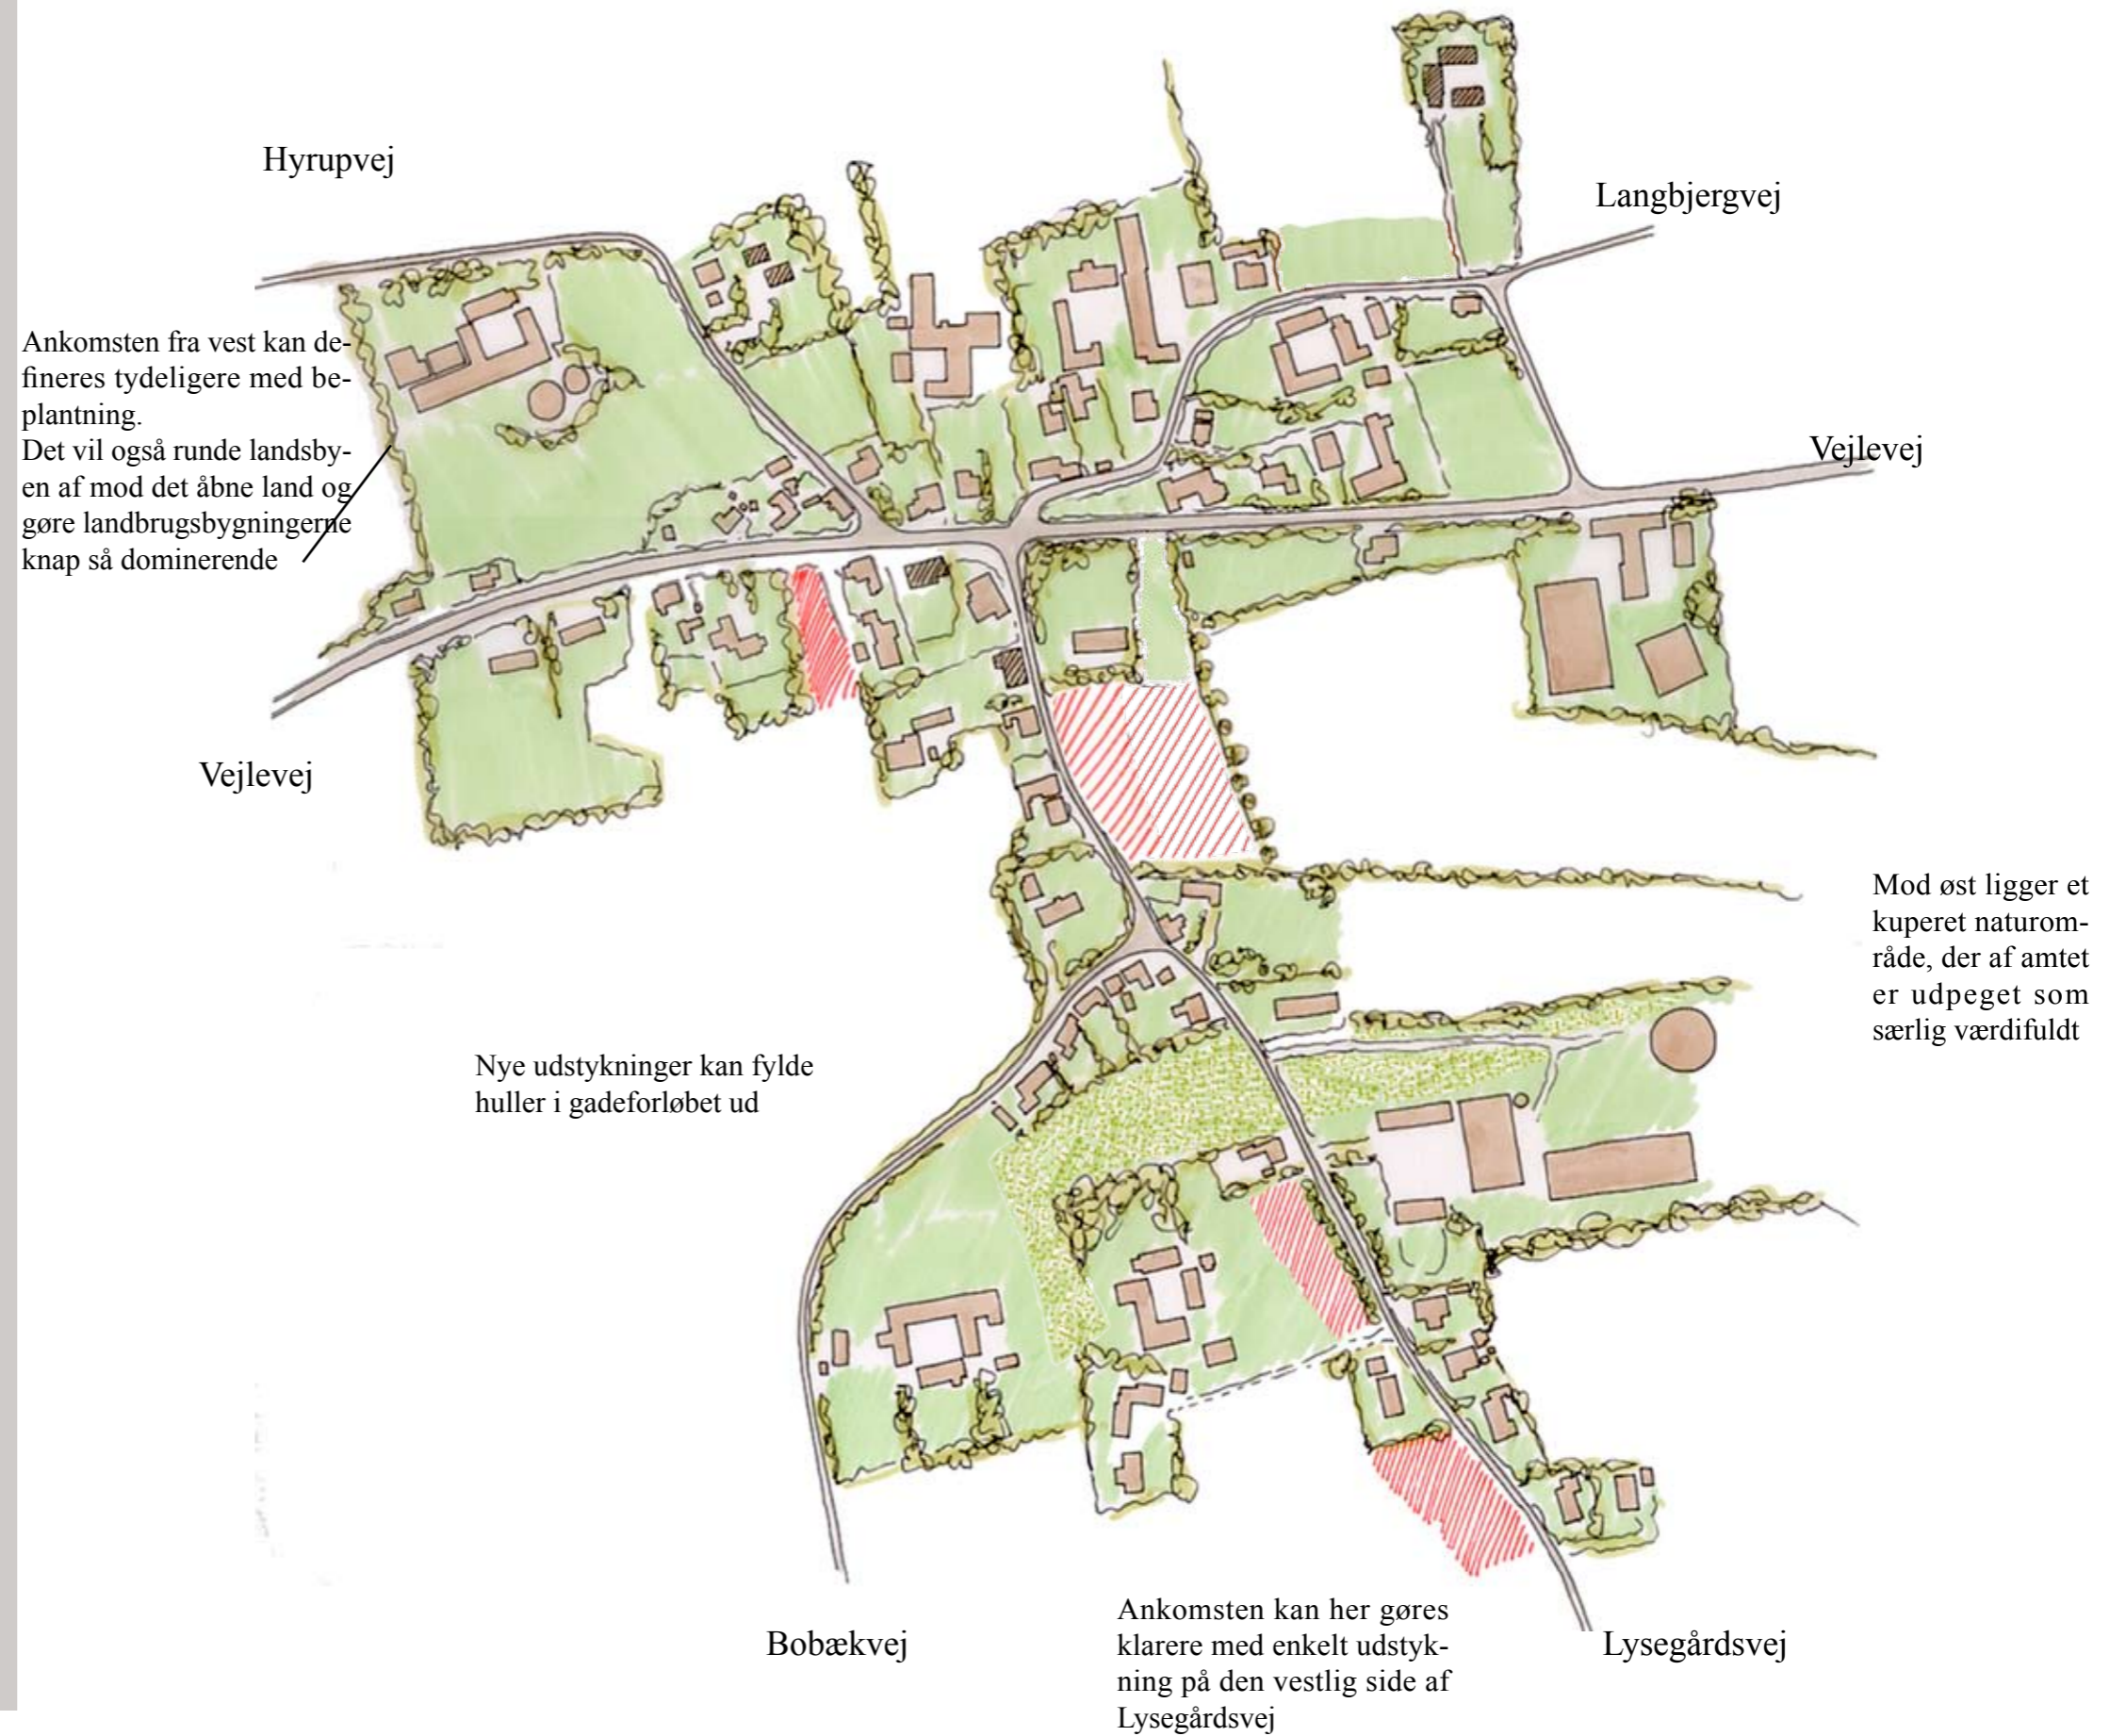 Hyrupvej
Langbjergvej
Ankomsten fra vest kan de-
fineres tydeligere med be-
plantning.
Det vil også runde landsby-
en af mod det åbne land og
gøre landbrugsbygningerne
knap så dominerende
Vejlevej
Vejlevej
Mod øst ligger et
kuperet naturom-
råde, der af amtet
er udpeget som
særlig værdifuldt
Nye udstykninger kan fylde
huller i gadeforløbet ud
Ankomsten kan her gøres
klarere med enkelt udstyk-
ning på den vestlig side af
Lysegårdsvej
Bobækvej
Lysegårdsvej